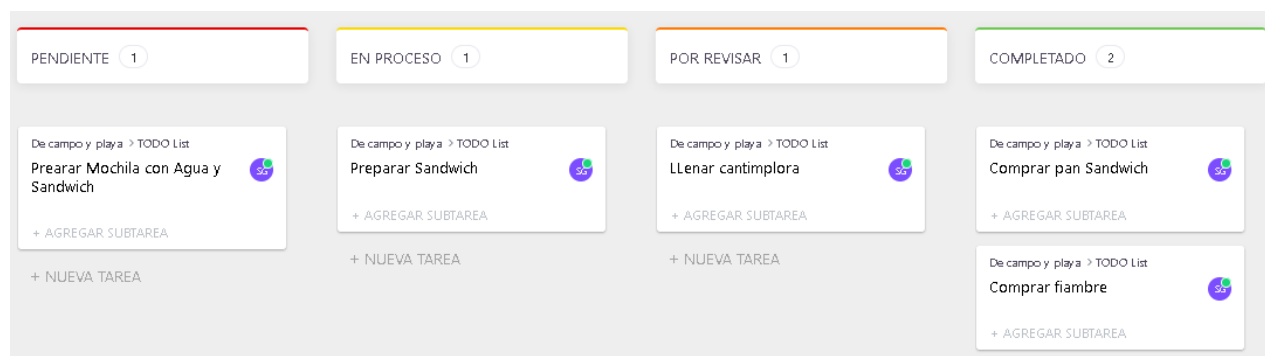 PENDIENTE 1
De campo y playa > TODO List
Prearar Mochila con Agua y
Sandwich
SG
+ AGREGAR SUBTAREA
+ NUEVA TAREA
EN PROCESO 1
De campo y playa > TODO List
Preparar Sandwich
SG
+ AGREGAR SUBTAREA
+ NUEVA TAREA
POR REVISAR 1
De campo y playa > TODO List
LLenar cantimplora
SG
+ AGREGAR SUBTAREA
+ NUEVA TAREA
COMPLETADO 2
De campo y playa > TODO List
Comprar pan Sandwich
SG
+ AGREGAR SUBTAREA
De campo y playa > TODO List
Comprar fiambre
SG
+ AGREGAR SUBTAREA